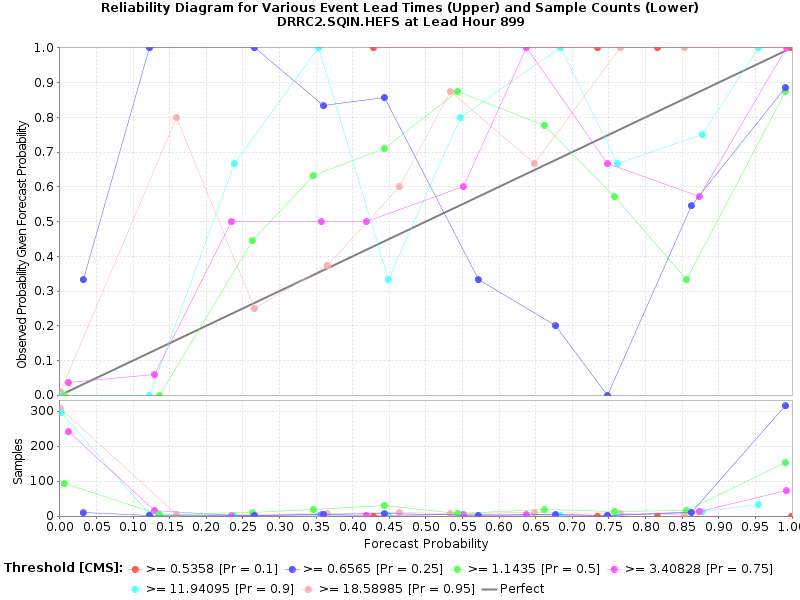 Reliability Diagram for Various Event Lead Times (Upper) and Sample Counts (Lower)
DRRC2.SQIN.HEFS at Lead Hour 899
Observed Probability Given Forecast Probability
1.0
0.9
0.8
0.7
0.6
0.5
0.4
0.3
0.2
0.1
0.0
Samples
300
200
100
0
0.00 0.05 0.10 0.15 0.20 0.25 0.30 0.35 0.40 0.45 0.50 0.55 0.60 0.65 0.70 0.75 0.80 0.85 0.90 0.95 1.00
Forecast Probability
Threshold [CMS]: >= 0.5358 [Pr = 0.1] >= 0.6565 [Pr = 0.25] >= 1.1435 [Pr = 0.5] >= 3.40828 [Pr = 0.75]
>= 11.94095 [Pr = 0.9] >= 18.58985 [Pr = 0.95] Perfect